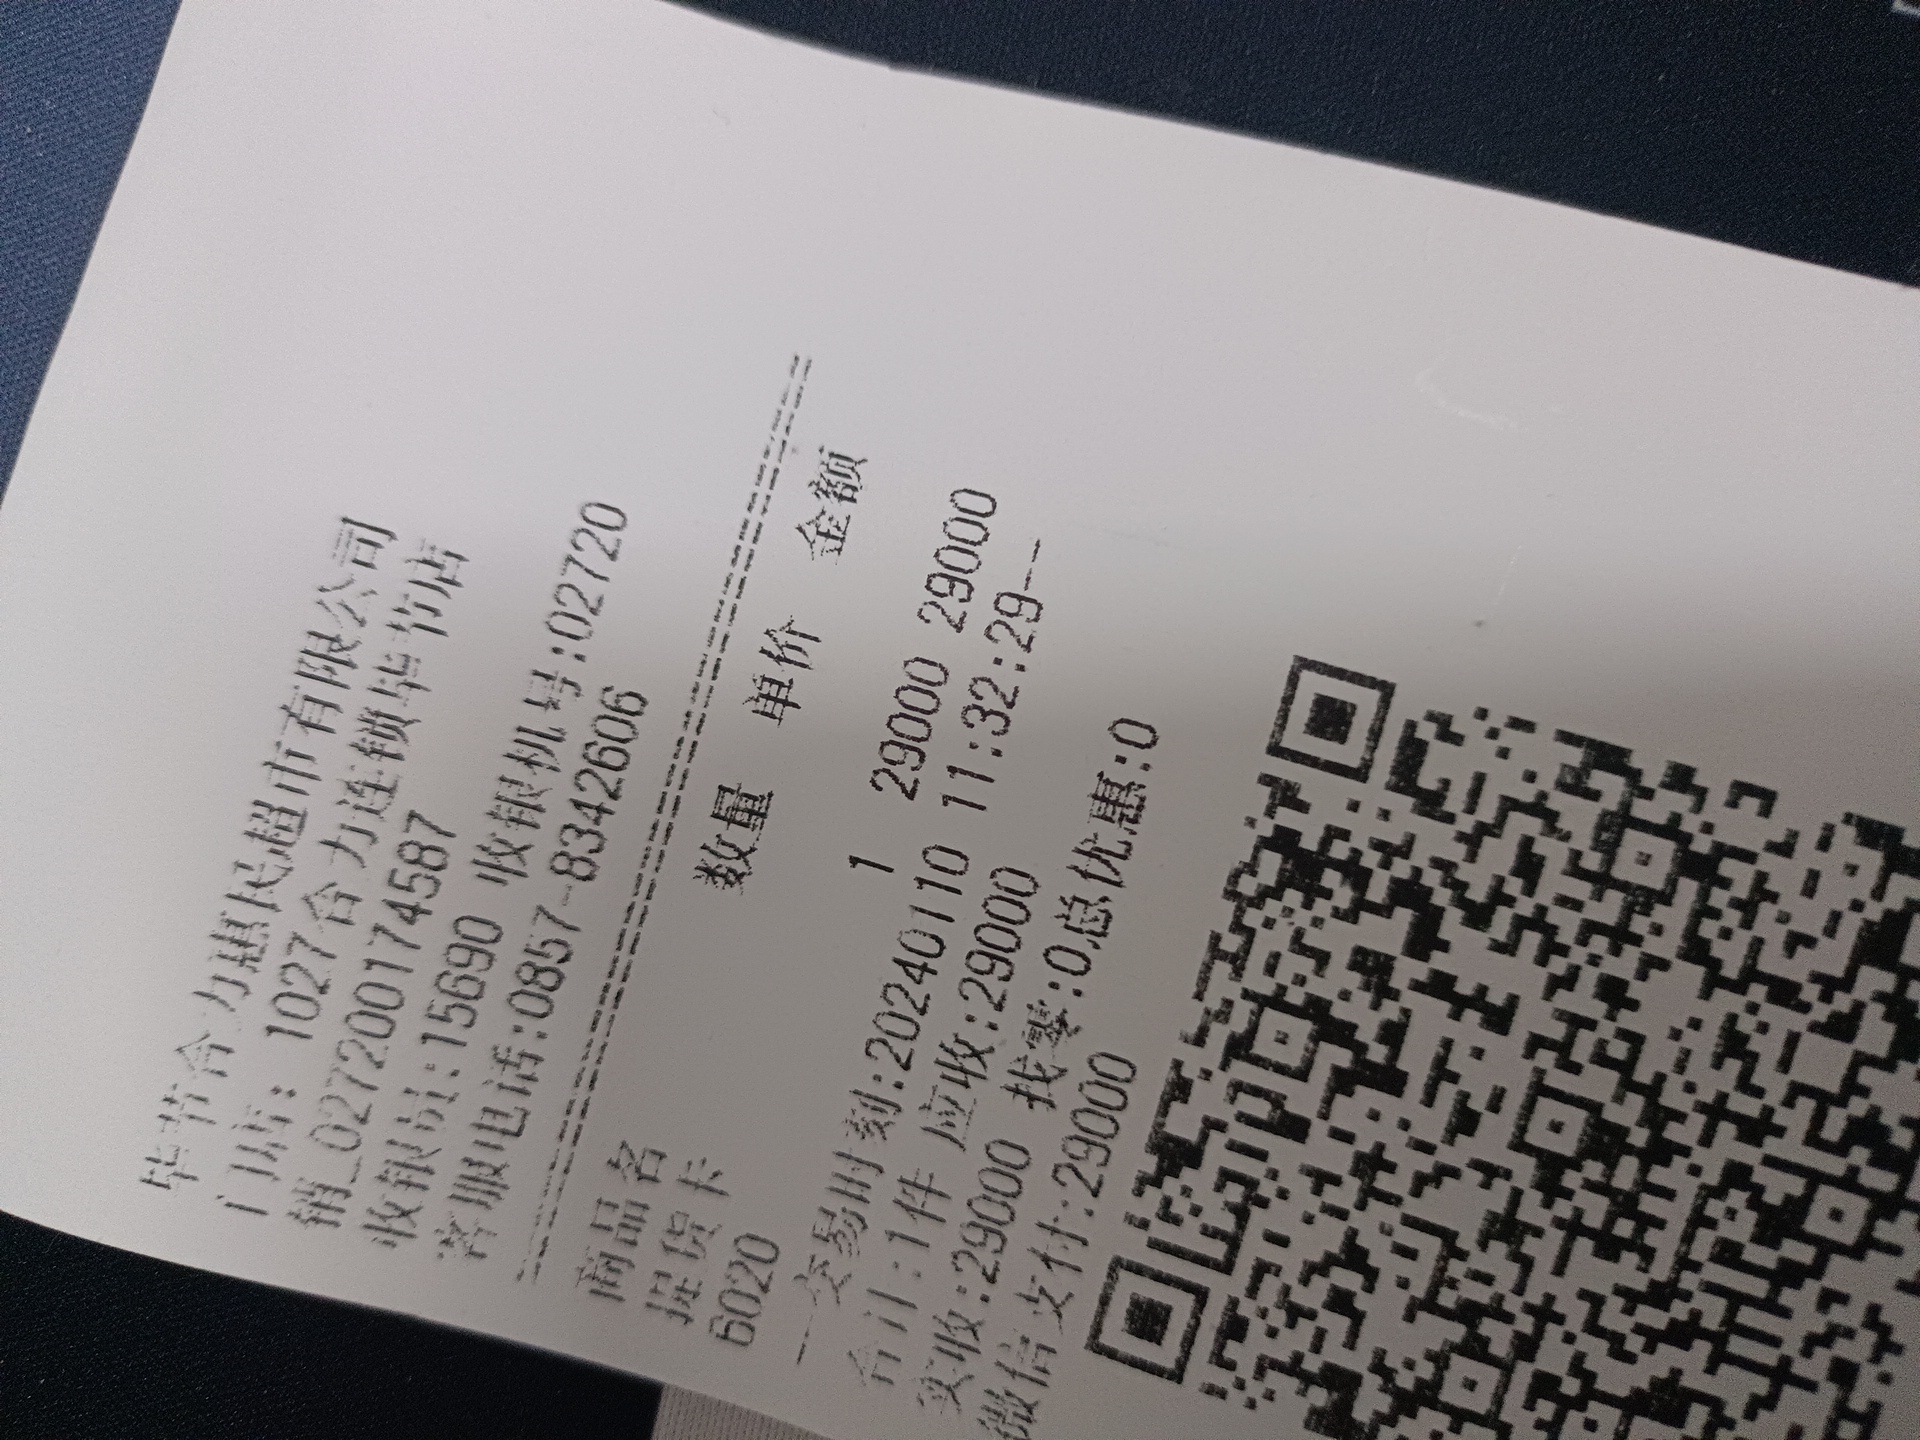 毕节合力惠民超市有限公司
门店: 1027合力连锁毕节店
销_027200174587
收银员:15690 收银机号:02720
客服电话:0857-8342606
商品名 数量 单价 金额
提货卡
6020 1 29000 29000
--交易时刻:20240110 11:32:29--
合计:1件 应收:29000
实收:29000 找零:0总优惠:0
微信支付:29000